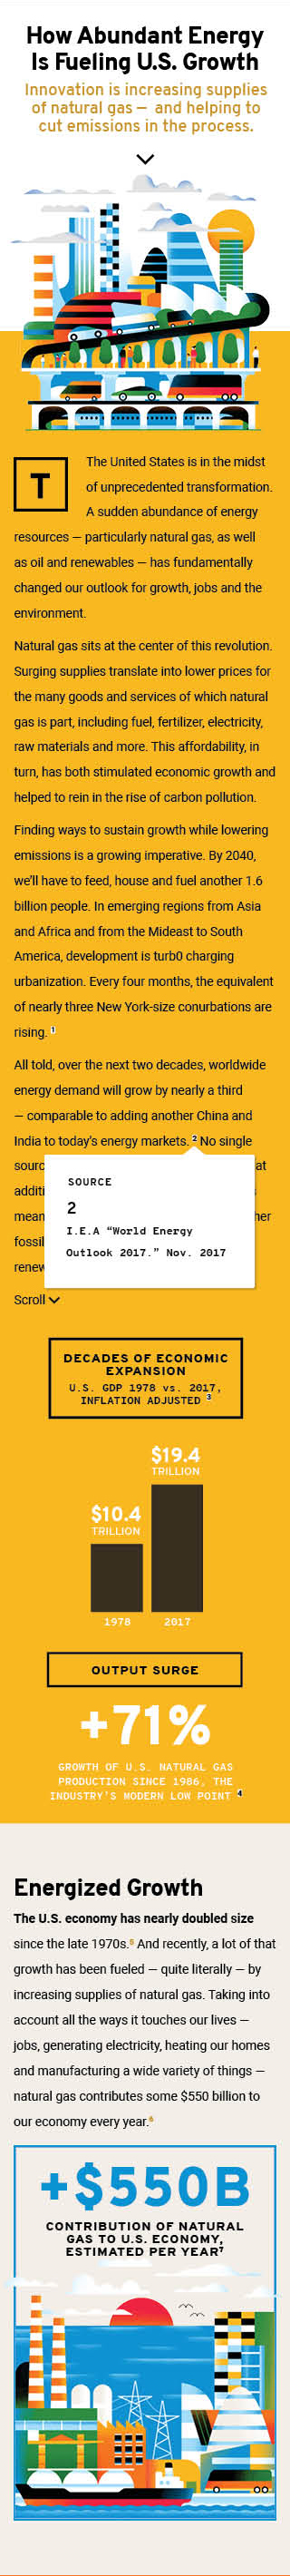 How Abundant Energy
Is Fueling U.S. Growth
Innovation is increasing supplies
of natural gas — and helping to
cut emissions in the process.
T
The United States is in the midst
of unprecedented transformation.
A sudden abundance of energy
resources — particularly natural gas, as well
as oil and renewables — has fundamentally
changed our outlook for growth, jobs and the
environment.
Natural gas sits at the center of this revolution.
Surging supplies translate into lower prices for
the many goods and services of which natural
gas is part, including fuel, fertilizer, electricity,
raw materials and more. This affordability, in
turn, has both stimulated economic growth and
helped to rein in the rise of carbon pollution.
Finding ways to sustain growth while lowering
emissions is a growing imperative. By 2040,
we'll have to feed, house and fuel another 1.6
billion people. In emerging regions from Asia
and Africa and from the Mideast to South
America, development is turb0 charging
urbanization. Every four months, the equivalent
of nearly three New York-size conurbations are
rising. 1
All told, over the next two decades, worldwide
energy demand will grow by nearly a third
— comparable to adding another China and
India to today's energy markets. 2 No single
SOURCE
2
I.E.A "World Energy
Outlook 2017." Nov. 2017
Scroll
DECADES OF ECONOMIC
EXPANSION
U.S. GDP 1978 vs. 2017,
INFLATION ADJUSTED 3
$19.4
TRILLION
$10.4
TRILLION
1978 2017
OUTPUT SURGE
+71%
GROWTH OF U.S. NATURAL GAS
PRODUCTION SINCE 1986, THE
INDUSTRY'S MODERN LOW POINT 4
Energized Growth
The U.S. economy has nearly doubled size
since the late 1970s.5 And recently, a lot of that
growth has been fueled — quite literally — by
increasing supplies of natural gas. Taking into
account all the ways it touches our lives —
jobs, generating electricity, heating our homes
and manufacturing a wide variety of things —
natural gas contributes some $550 billion to
our economy every year.6
+$550B
CONTRIBUTION OF NATURAL
GAS TO U.S. ECONOMY,
ESTIMATED PER YEAR7